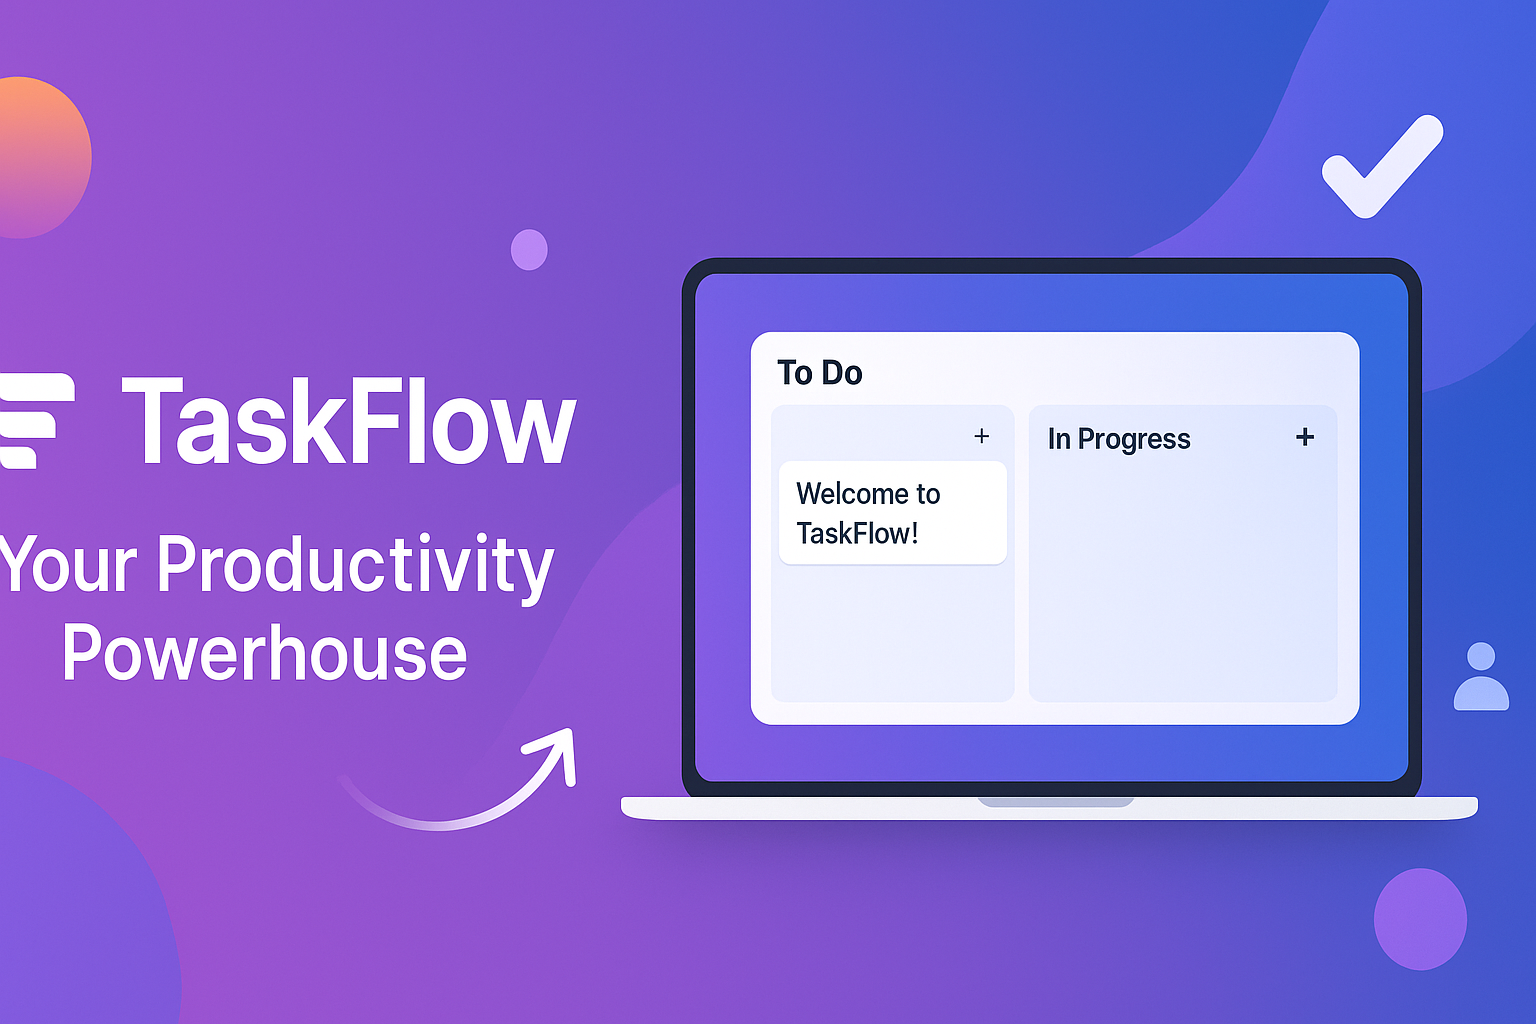 TaskFlow
Your Productivity
Powerhouse
To Do
+
In Progress +
Welcome to
TaskFlow!